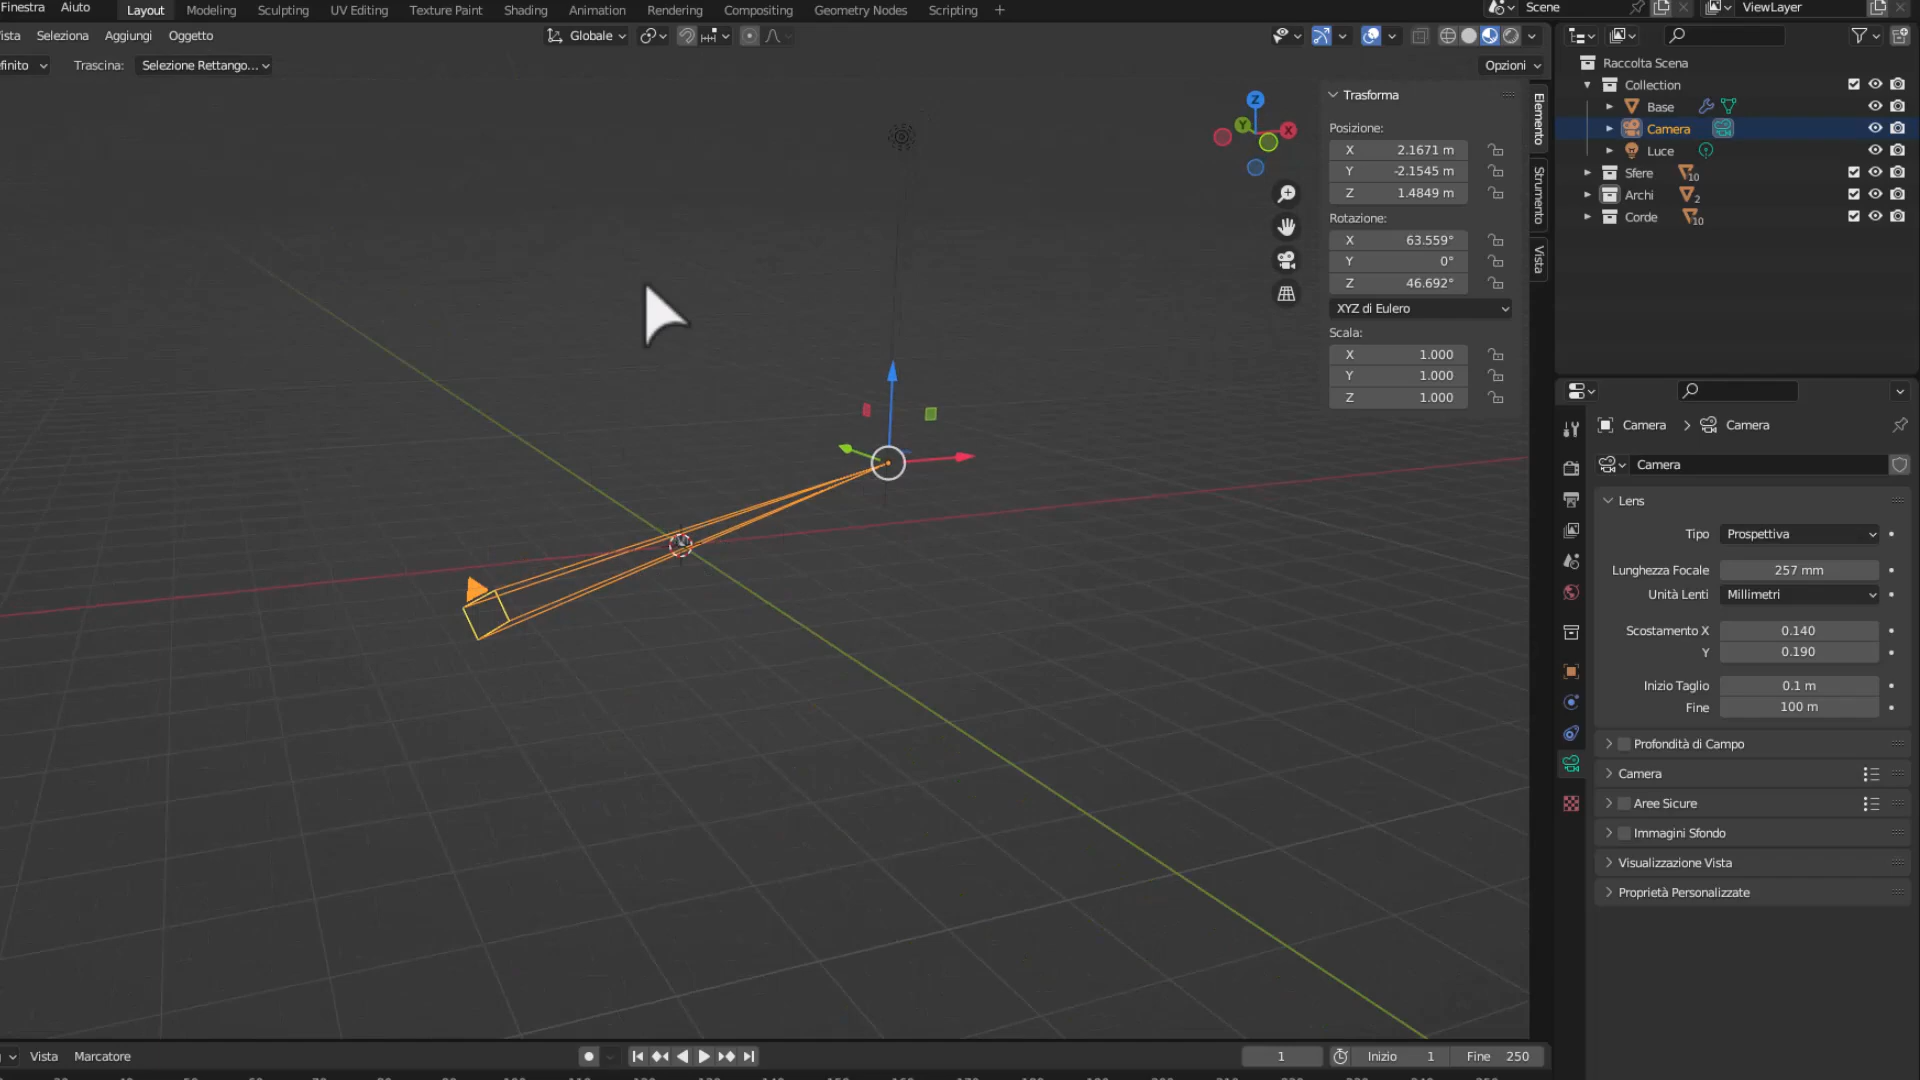 Finestra Aiuto Layout Modeling Sculpting UV Editing Texture Paint Shading Animation Rendering Compositing Geometry Nodes Scripting + Scene ViewLayer
ista Seleziona Aggiungi Oggetto Globale
finito Trascina: Selezione Rettango... Opzioni
Raccolta Scena
Collection
Base
Camera
Luce
Sfere 10
Archi 2
Corde 10
Z
Y
X
Trasforma
Posizione:
X 2.1671 m
Y -2.1545 m
Z 1.4849 m
Rotazione:
X 63.559°
Y 0°
Z 46.692°
XYZ di Eulero
Scala:
X 1.000
Y 1.000
Z 1.000
Elemento
Strumento
Vista
Camera > Camera
Camera
Lens
Tipo Prospettiva
Lunghezza Focale 257 mm
Unità Lenti Millimetri
Scostamento X 0.140
Y 0.190
Inizio Taglio 0.1 m
Fine 100 m
Profondità di Campo
Camera
Aree Sicure
Immagini Sfondo
Visualizzazione Vista
Proprietà Personalizzate
Vista Marcatore 1 Inizio 1 Fine 250